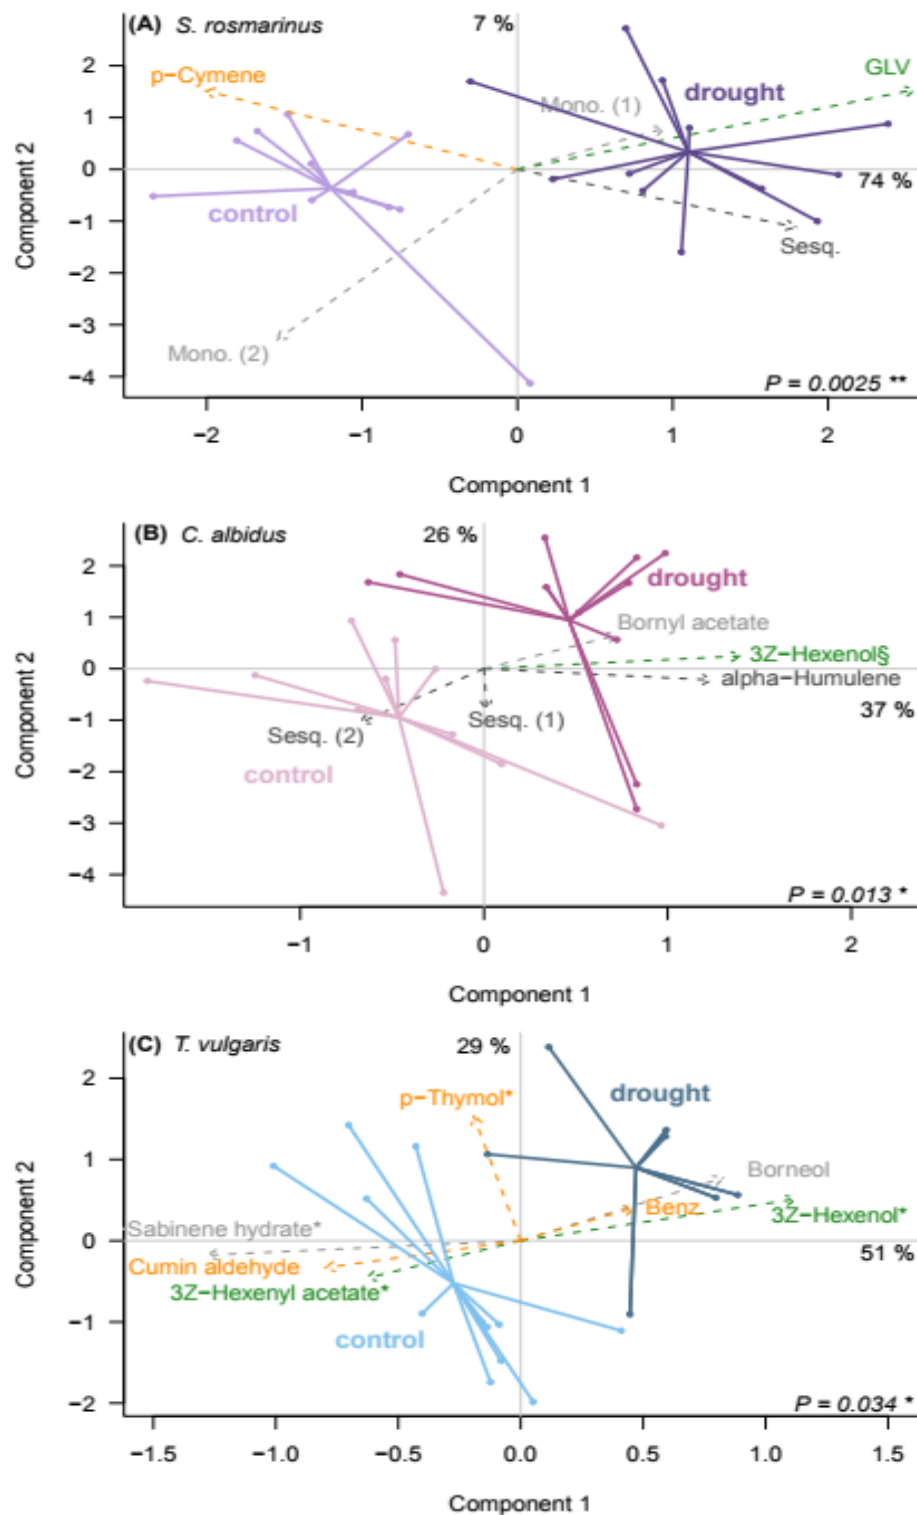 (A) S. rosmarinus
7 %
p−Cymene
GLV
Mono. (1)
drought
74 %
control
Sesq.
Mono. (2)
P = 0.0025 **
Component 2
2
1
0
−1
−2
−3
−4
−2
−1
0
1
2
Component 1
(B) C. albidus
26 %
drought
Bornyl acetate
3Z−Hexenol§
alpha−Humulene
37 %
Sesq. (1)
Sesq. (2)
control
P = 0.013 *
Component 2
2
1
0
−1
−2
−3
−4
−1
0
1
2
Component 1
(C) T. vulgaris
29 %
p−Thymol*
drought
Borneol
Benz.
3Z−Hexenol*
Sabinene hydrate*
51 %
Cumin aldehyde
3Z−Hexenyl acetate*
control
P = 0.034 *
Component 2
2
1
0
−1
−2
−1.5
−1.0
−0.5
0.0
0.5
1.0
1.5
Component 1